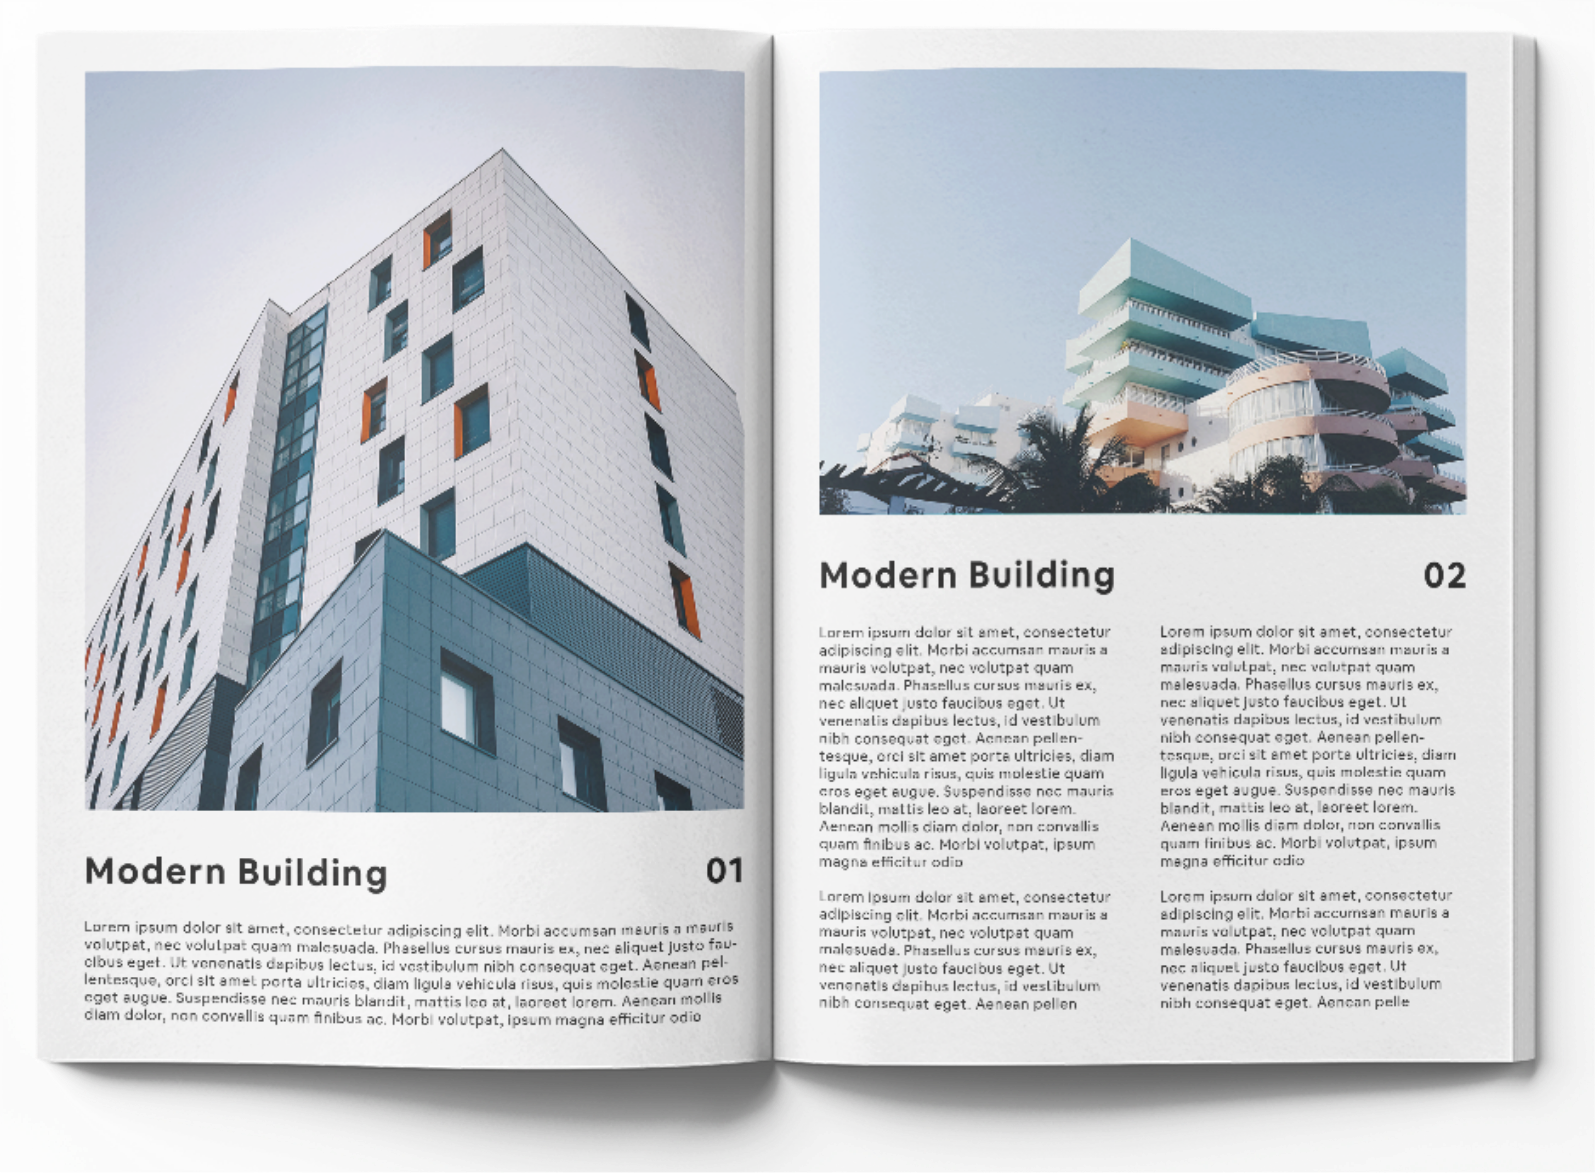 Modern Building
01
Lorem ipsum dolor sit amet, consectetur adipiscing elit. Morbi accumsan mauris a mauris
volutpat, nec volutpat quam malesuada. Phasellus cursus mauris ex, nec aliquet justo fau-
cibus eget. Ut venenatis dapibus lectus, id vestibulum nibh consequat eget. Aenean pel-
lentesque, orci sit amet porta ultricies, diam ligula vehicula risus, quis molestie quam eros
eget augue. Suspendisse nec mauris blandit, mattis leo at, laoreet lorem. Aenean mollis
diam dolor, non convallis quam finibus ac. Morbi volutpat, ipsum magna efficitur odio
Modern Building
02
Lorem ipsum dolor sit amet, consectetur
adipiscing elit. Morbi accumsan mauris a
mauris volutpat, nec volutpat quam
malesuada. Phasellus cursus mauris ex,
nec aliquet justo faucibus eget. Ut
venenatis dapibus lectus, id vestibulum
nibh consequat eget. Aenean pellen-
tesque, orci sit amet porta ultricies, diam
ligula vehicula risus, quis molestie quam
eros eget augue. Suspendisse nec mauris
blandit, mattis leo at, laoreet lorem.
Aenean mollis diam dolor, non convallis
quam finibus ac. Morbi volutpat, ipsum
magna efficitur odio
Lorem ipsum dolor sit amet, consectetur
adipiscing elit. Morbi accumsan mauris a
mauris volutpat, nec volutpat quam
malesuada. Phasellus cursus mauris ex,
nec aliquet justo faucibus eget. Ut
venenatis dapibus lectus, id vestibulum
nibh consequat eget. Aenean pellen
Lorem ipsum dolor sit amet, consectetur
adipiscing elit. Morbi accumsan mauris a
mauris volutpat, nec volutpat quam
malesuada. Phasellus cursus mauris ex,
nec aliquet justo faucibus eget. Ut
venenatis dapibus lectus, id vestibulum
nibh consequat eget. Aenean pellen-
tesque, orci sit amet porta ultricies, diam
ligula vehicula risus, quis molestie quam
eros eget augue. Suspendisse nec mauris
blandit, mattis leo at, laoreet lorem.
Aenean mollis diam dolor, non convallis
quam finibus ac. Morbi volutpat, ipsum
magna efficitur odio
Lorem ipsum dolor sit amet, consectetur
adipiscing elit. Morbi accumsan mauris a
mauris volutpat, nec volutpat quam
malesuada. Phasellus cursus mauris ex,
nec aliquet justo faucibus eget. Ut
venenatis dapibus lectus, id vestibulum
nibh consequat eget. Aenean pelle